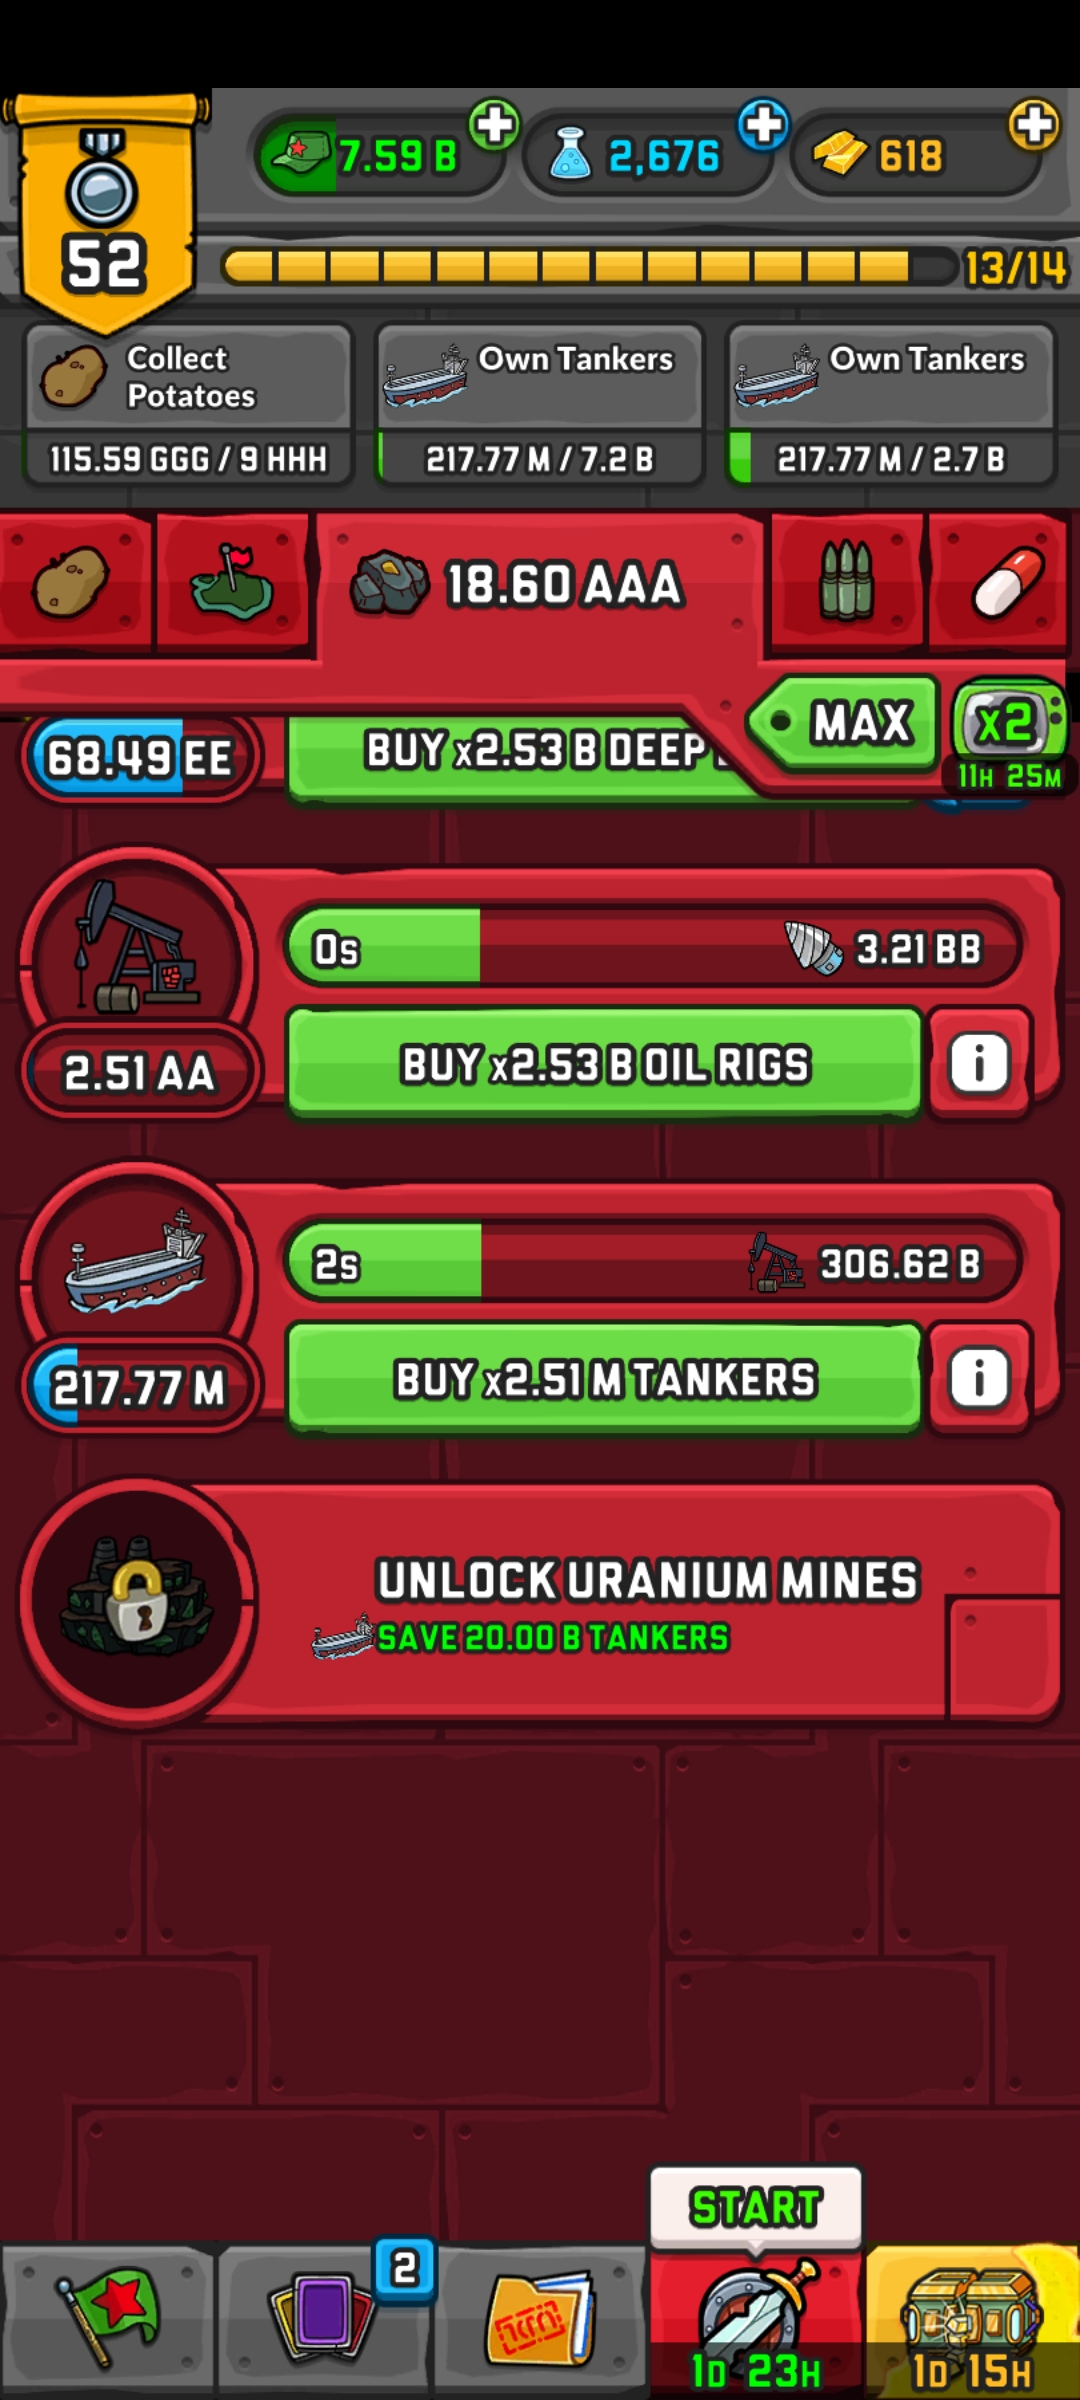 52
7.59 B
2,676
618
13/14
Collect
Potatoes
115.59 GGG / 9 HHH
Own Tankers
217.77 M / 7.2 B
Own Tankers
217.77 M / 2.7 B
18.60 AAA
MAX
x2
11H 25M
68.49 EE
BUY x2.53 B DEEP
0s
3.21 BB
2.51 AA
BUY x2.53 B OIL RIGS
i
2s
306.62 B
217.77 M
BUY x2.51 M TANKERS
i
UNLOCK URANIUM MINES
SAVE 20.00 B TANKERS
START
2
1D 23H
1D 15H